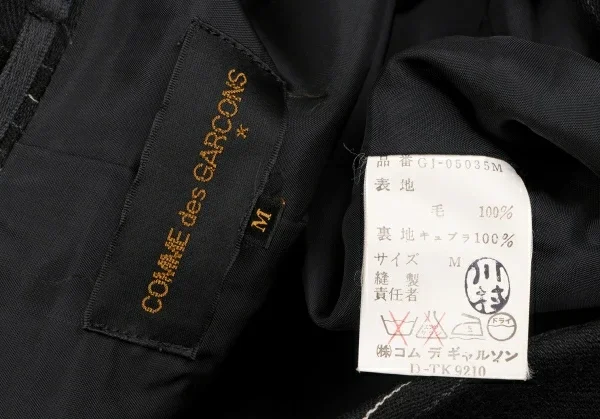 COMME des GARCONS
*
M
品番 GJ-05035M
表地
毛 100%
裏地 キュプラ100%
サイズ M
縫製
責任者
川村
ドライ
㈱コム デ ギャルソン
D-TK9210